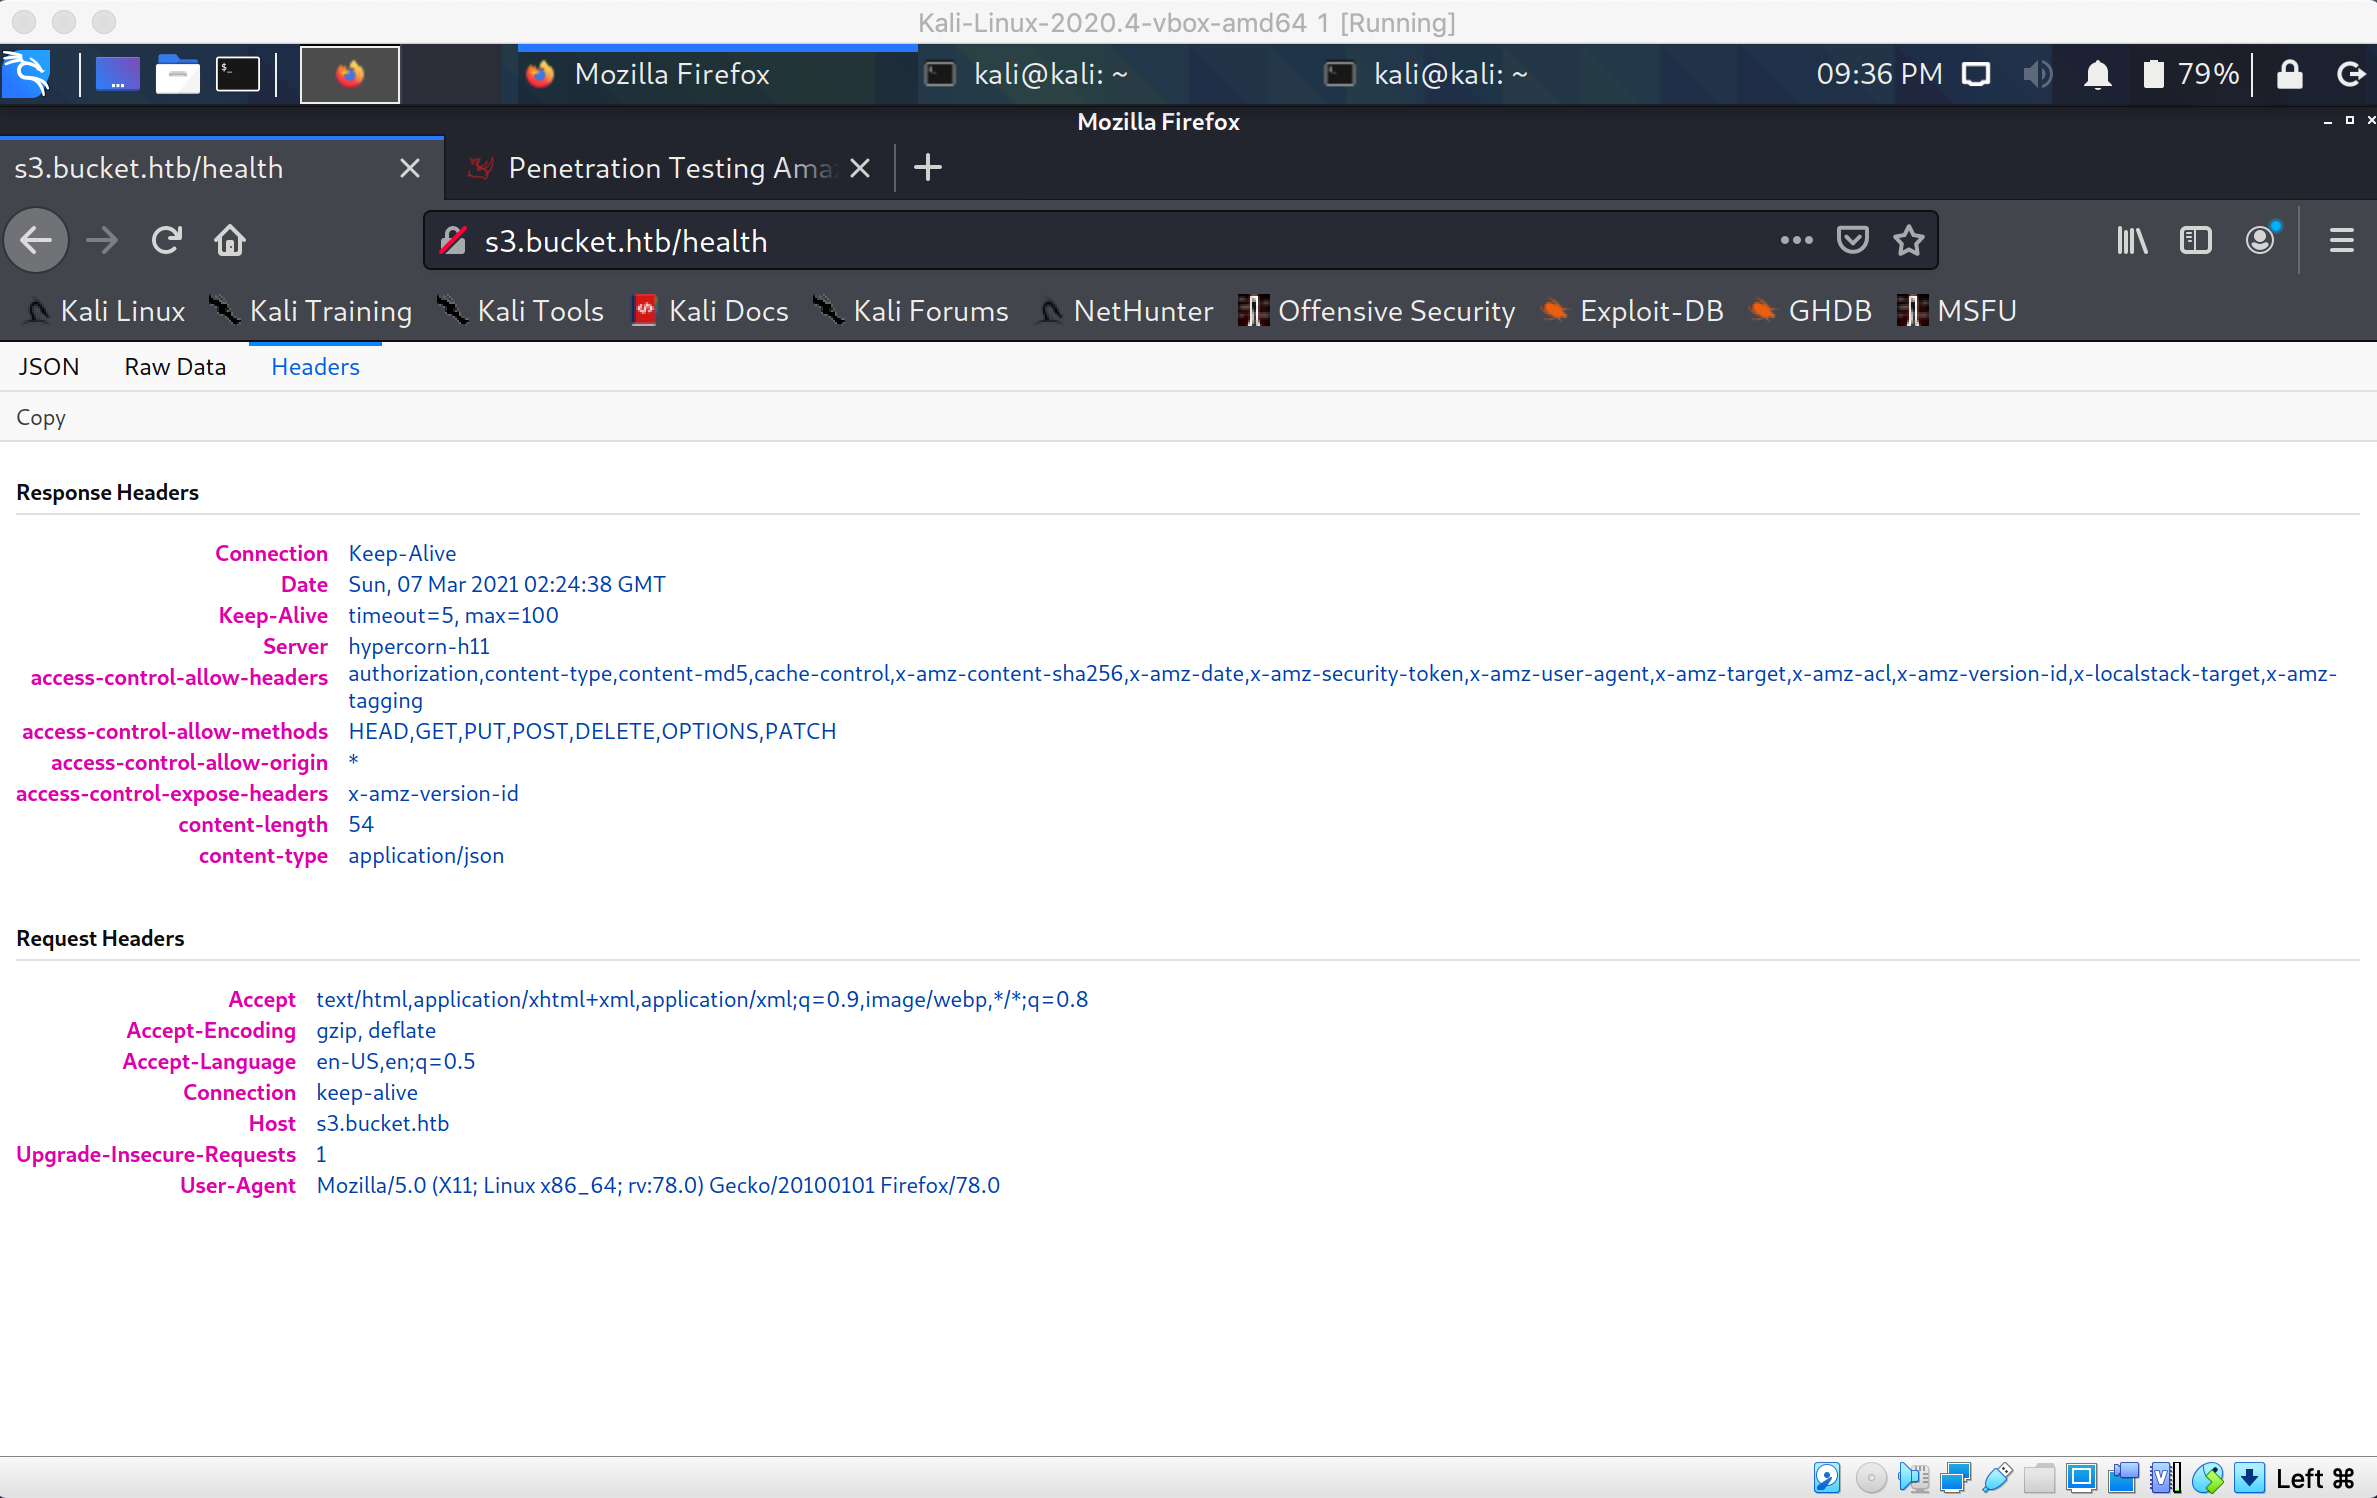 Kali-Linux-2020.4-vbox-amd64 1 [Running]
Mozilla Firefox kali@kali: ~ kali@kali: ~ 09:36 PM 79%
Mozilla Firefox
s3.bucket.htb/health Penetration Testing Ama
s3.bucket.htb/health
Kali Linux Kali Training Kali Tools Kali Docs Kali Forums NetHunter Offensive Security Exploit-DB GHDB MSFU
JSON Raw Data Headers
Copy
Response Headers
Connection Keep-Alive
Date Sun, 07 Mar 2021 02:24:38 GMT
Keep-Alive timeout=5, max=100
Server hypercorn-h11
access-control-allow-headers authorization,content-type,content-md5,cache-control,x-amz-content-sha256,x-amz-date,x-amz-security-token,x-amz-user-agent,x-amz-target,x-amz-acl,x-amz-version-id,x-localstack-target,x-amz-
tagging
access-control-allow-methods HEAD,GET,PUT,POST,DELETE,OPTIONS,PATCH
access-control-allow-origin *
access-control-expose-headers x-amz-version-id
content-length 54
content-type application/json
Request Headers
Accept text/html,application/xhtml+xml,application/xml;q=0.9,image/webp,*/*;q=0.8
Accept-Encoding gzip, deflate
Accept-Language en-US,en;q=0.5
Connection keep-alive
Host s3.bucket.htb
Upgrade-Insecure-Requests 1
User-Agent Mozilla/5.0 (X11; Linux x86_64; rv:78.0) Gecko/20100101 Firefox/78.0
Left ⌘